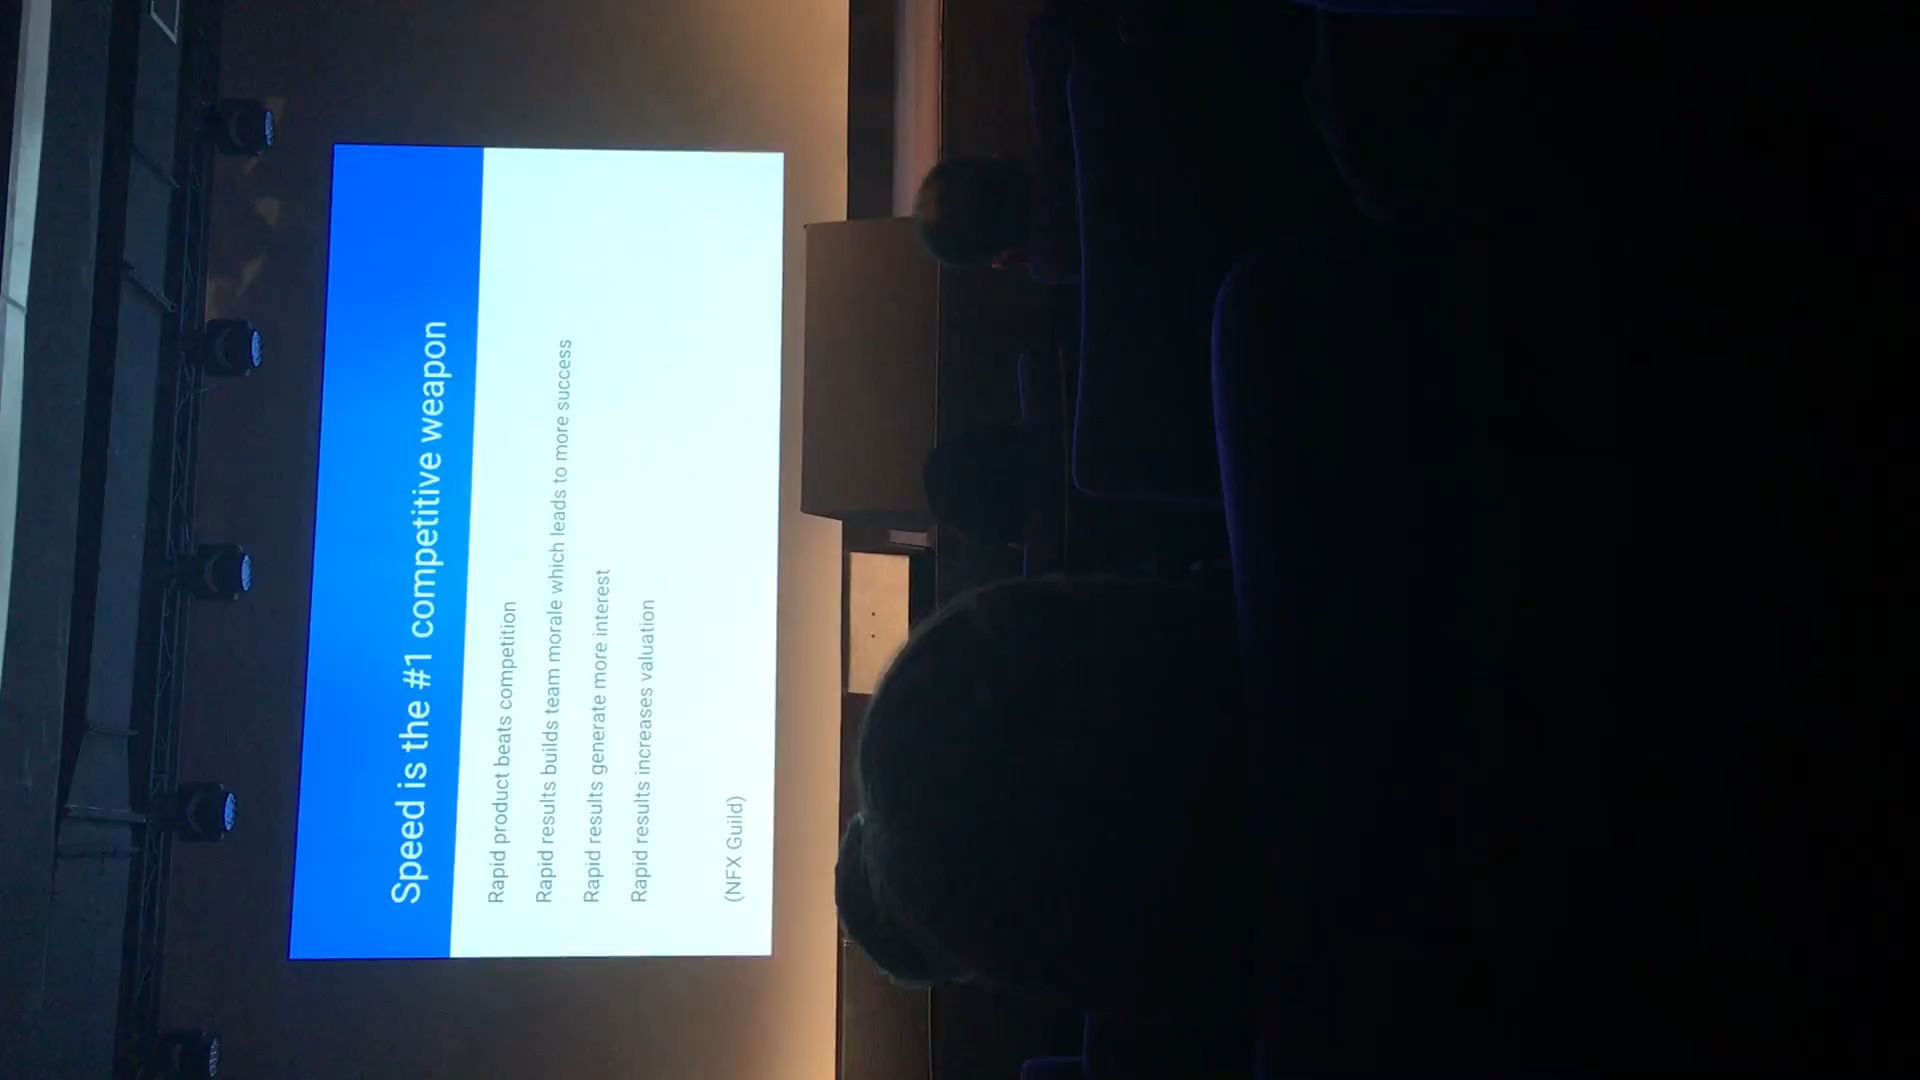 Speed is the #1 competitive weapon
Rapid product beats competition
Rapid results builds team morale which leads to more success
Rapid results generate more interest
Rapid results increases valuation
(NFX Guild)